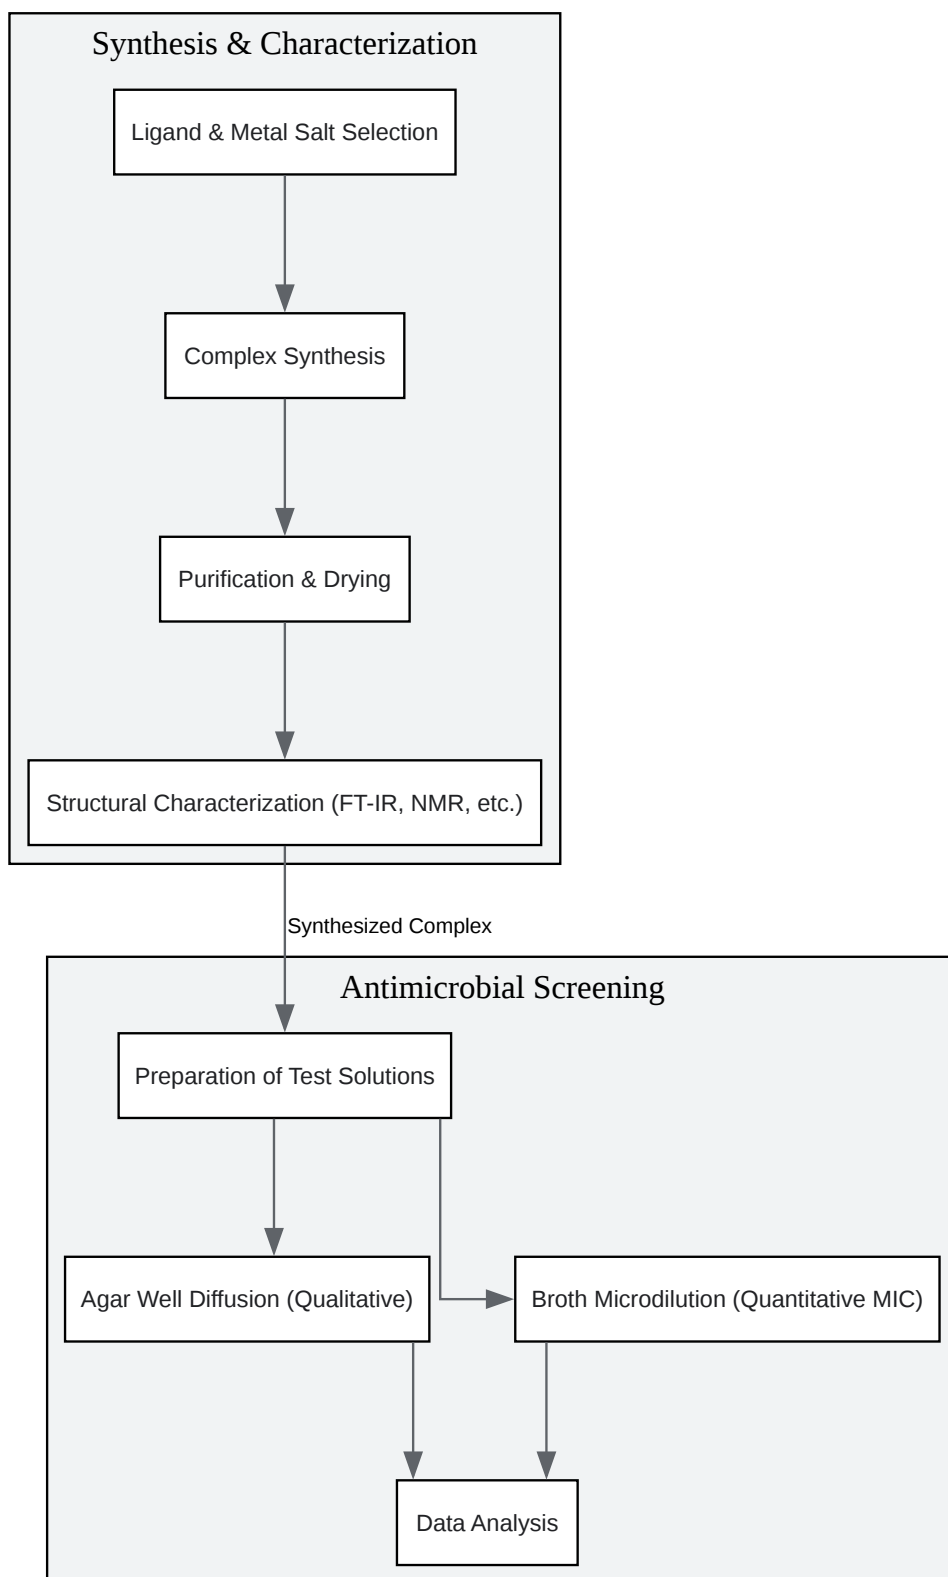 Synthesis & Characterization
Ligand & Metal Salt Selection
Complex Synthesis
Purification & Drying
Structural Characterization (FT-IR, NMR, etc.)
Synthesized Complex
Antimicrobial Screening
Preparation of Test Solutions
Agar Well Diffusion (Qualitative)
Broth Microdilution (Quantitative MIC)
Data Analysis